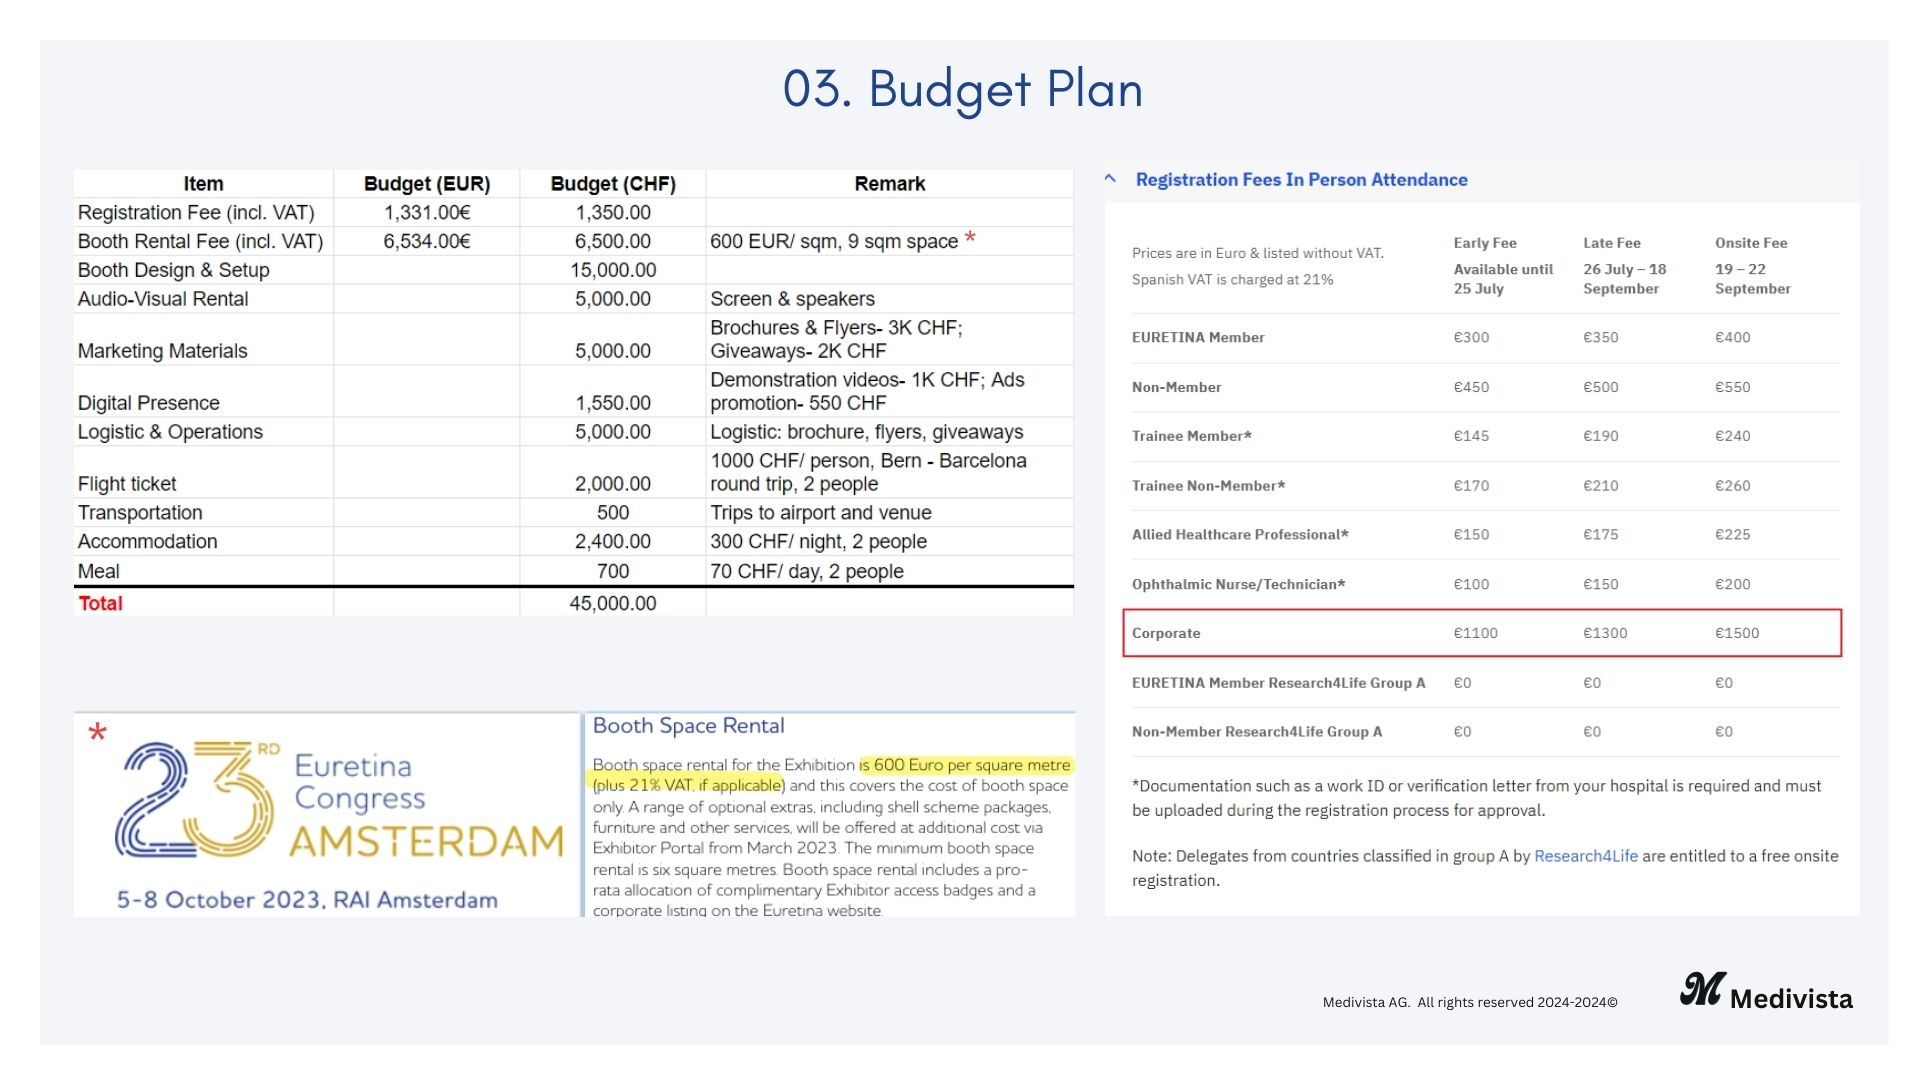 03. Budget Plan
Item Budget (EUR) Budget (CHF) Remark
Registration Fee (incl. VAT) 1,331.00€ 1,350.00
Booth Rental Fee (incl. VAT) 6,534.00€ 6,500.00 600 EUR/ sqm, 9 sqm space *
Booth Design & Setup 15,000.00
Audio-Visual Rental 5,000.00 Screen & speakers
Brochures & Flyers- 3K CHF;
Marketing Materials 5,000.00 Giveaways- 2K CHF
Demonstration videos- 1K CHF; Ads
Digital Presence 1,550.00 promotion- 550 CHF
Logistic & Operations 5,000.00 Logistic: brochure, flyers, giveaways
1000 CHF/ person, Bern - Barcelona
Flight ticket 2,000.00 round trip, 2 people
Transportation 500 Trips to airport and venue
Accommodation 2,400.00 300 CHF/ night, 2 people
Meal 700 70 CHF/ day, 2 people
Total 45,000.00
*
23RD
Euretina
Congress
AMSTERDAM
5-8 October 2023, RAI Amsterdam
Booth Space Rental
Booth space rental for the Exhibition is 600 Euro per square metre
(plus 21% VAT, if applicable) and this covers the cost of booth space
only. A range of optional extras, including shell scheme packages,
furniture and other services, will be offered at additional cost via
Exhibitor Portal from March 2023. The minimum booth space
rental is six square metres. Booth space rental includes a pro-
rata allocation of complimentary Exhibitor access badges and a
corporate listing on the Euretina website.
Registration Fees In Person Attendance
Prices are in Euro & listed without VAT.
Spanish VAT is charged at 21%
Early Fee Late Fee Onsite Fee
Available until 26 July – 18 19 – 22
25 July September September
EURETINA Member €300 €350 €400
Non-Member €450 €500 €550
Trainee Member* €145 €190 €240
Trainee Non-Member* €170 €210 €260
Allied Healthcare Professional* €150 €175 €225
Ophthalmic Nurse/Technician* €100 €150 €200
Corporate €1100 €1300 €1500
EURETINA Member Research4Life Group A €0 €0 €0
Non-Member Research4Life Group A €0 €0 €0
*Documentation such as a work ID or verification letter from your hospital is required and must
be uploaded during the registration process for approval.
Note: Delegates from countries classified in group A by Research4Life are entitled to a free onsite
registration.
Medivista AG. All rights reserved 2024-2024©
M Medivista